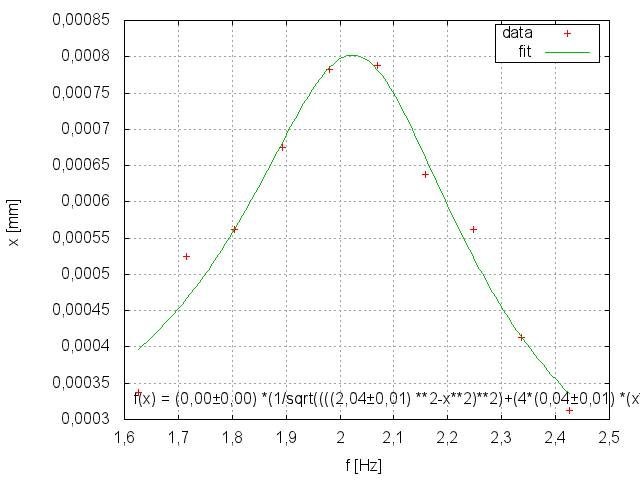 0,00085
0,0008
0,00075
0,0007
0,00065
0,0006
0,00055
0,0005
0,00045
0,0004
0,00035
0,0003
x [mm]
data
fit
f(x) = (0,00±0,00) *(1/sqrt((((2,04±0,01) **2-x**2)**2)+(4*(0,04±0,01) *(x
1,6 1,7 1,8 1,9 2 2,1 2,2 2,3 2,4 2,5
f [Hz]